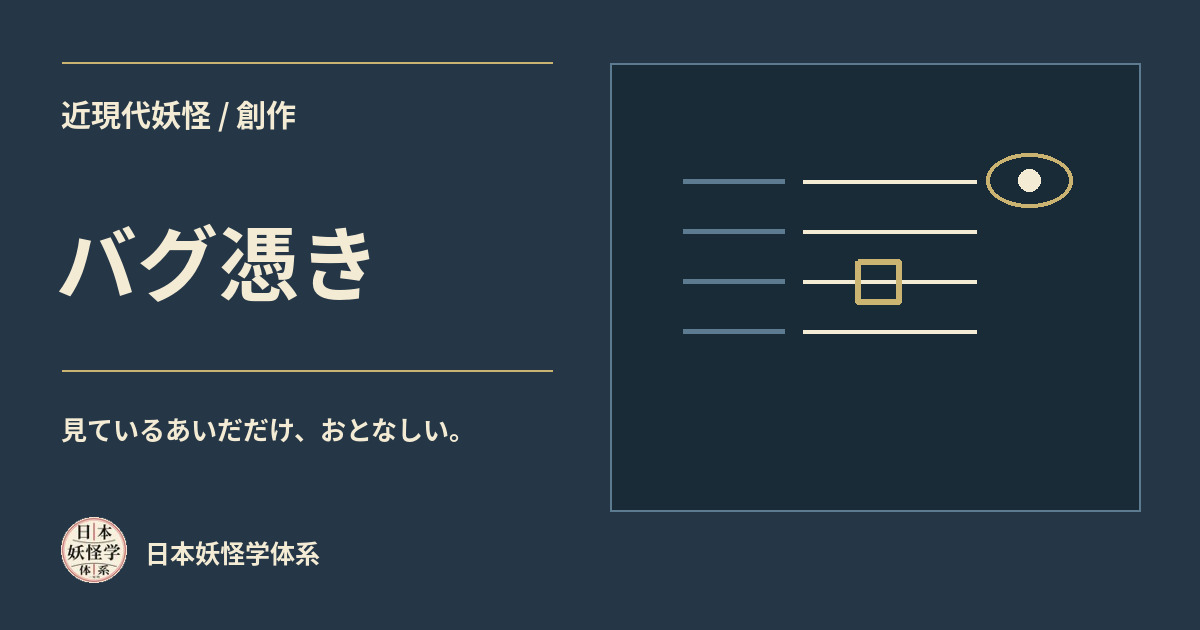 近現代妖怪 / 創作
バグ憑き
見ているあいだだけ、おとなしい。
日本
妖怪学
体系
日本妖怪学体系